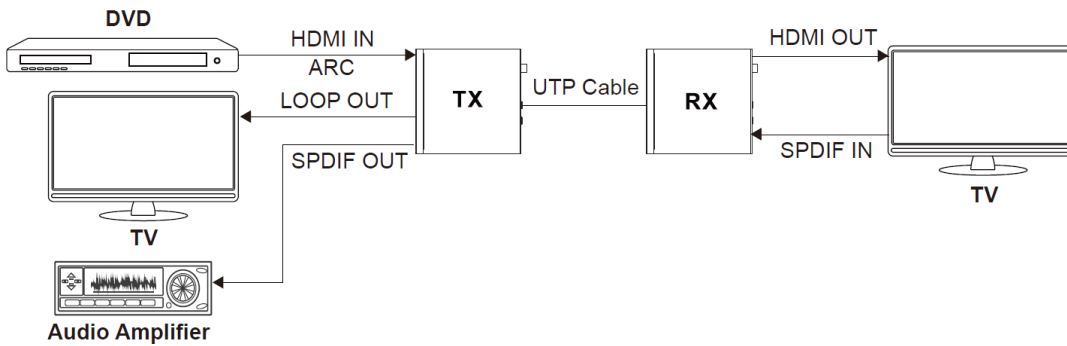 DVD
HDMI IN
ARC
LOOP OUT
SPDIF OUT
TV
Audio Amplifier
TX
UTP Cable
RX
HDMI OUT
SPDIF IN
TV